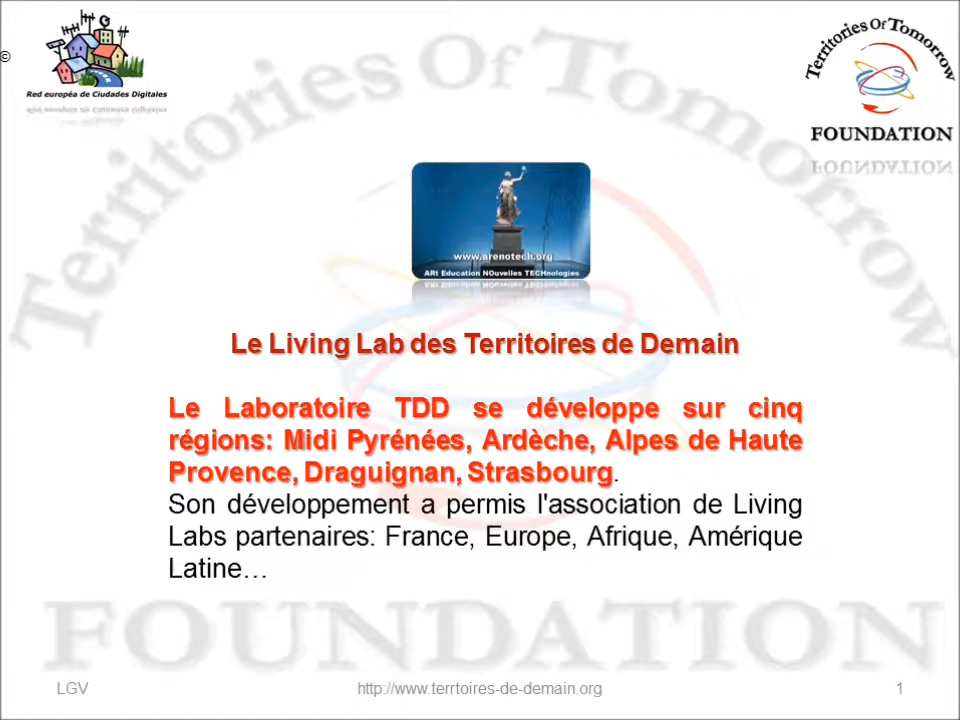 ©
Red européa de Ciudades Digitales
Territories Of Tomorrow
FOUNDATION
Territories Of Tomorrow
www.arenotech.org
ARt Education NOuvelles TECHnologies
Le Living Lab des Territoires de Demain
Le Laboratoire TDD se développe sur cinq
régions: Midi Pyrénées, Ardèche, Alpes de Haute
Provence, Draguignan, Strasbourg.
Son développement a permis l'association de Living
Labs partenaires: France, Europe, Afrique, Amérique
Latine…
FOUNDATION
LGV
http://www.terrtoires-de-demain.org
1